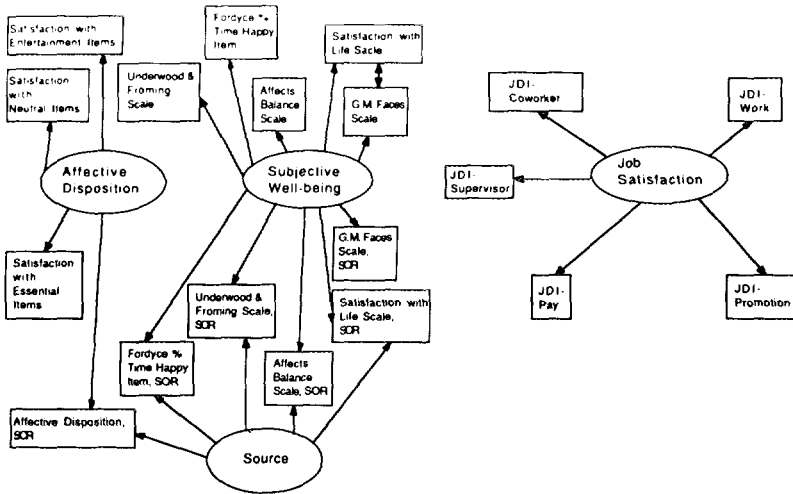 Satisfaction with
Entertainment Items
Satisfaction
with
Neutral Items
Underwood &
Froming
Scale
Fordyce %
Time Happy
Item
Affects
Balance
Scale
Satisfaction with
Life Sacle
G.M. Faces
Scale
Affective
Disposition
Subjective
Well-being
Satisfaction
with
Essential
Items
G.M. Faces
Scale,
SOR
Underwood &
Froming Scale,
SOR
Satisfaction with
Life Scale,
SOR
Fordyce %
Time Happy
Item, SOR
Affects
Balance
Scale, SOR
Affective Disposition,
SOR
Source
JDI-
Coworker
JDI-
Work
JDI-
Supervisor
Job
Satisfaction
JDI-
Pay
JDI-
Promotion